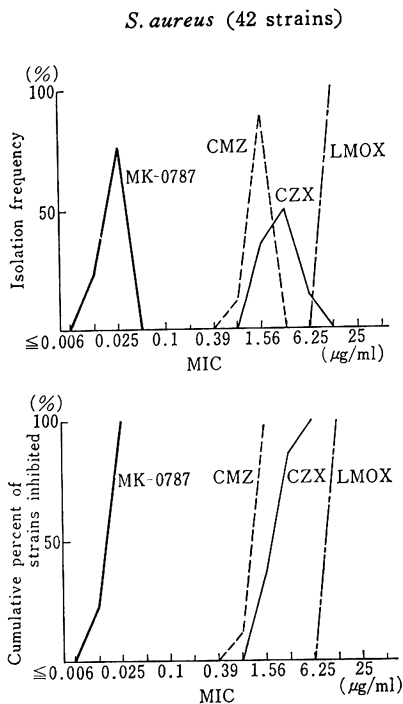 S. aureus (42 strains)
(%)
100
50
Isolation frequency
MK-0787
CMZ
CZX
LMOX
≦0.006 0.025 0.1 0.39 1.56 6.25 25
MIC
(μg/ml)
(%)
100
50
Cumulative percent of
strains inhibited
MK-0787
CMZ
CZX
LMOX
≦0.006 0.025 0.1 0.39 1.56 6.25 25
MIC
(μg/ml)